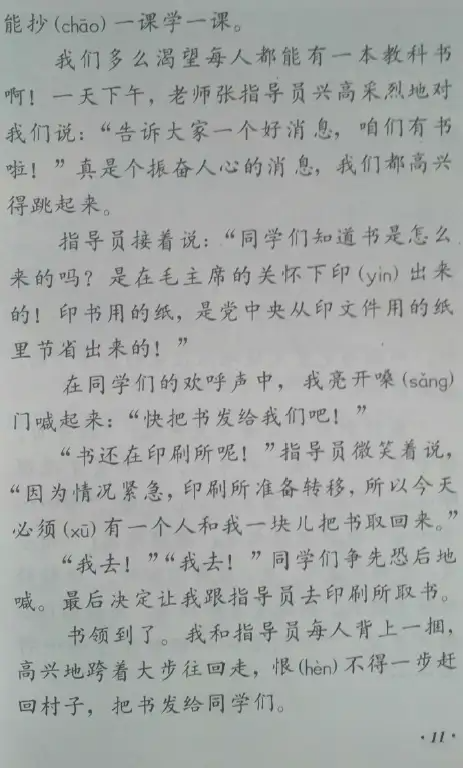 能抄(chāo)一课学一课。
我们多么渴望每人都能有一本教科书
啊！一天下午，老师张指导员兴高采烈地对
我们说：“告诉大家一个好消息，咱们有书
啦！”真是个振奋人心的消息，我们都高兴
得跳起来。
指导员接着说：“同学们知道书是怎么
来的吗？是在毛主席的关怀下印(yìn)出来
的！印书用的纸，是党中央从印文件用的纸
里节省出来的！”
在同学们的欢呼声中，我亮开嗓(sǎng)
门喊起来：“快把书发给我们吧！”
“书还在印刷所呢！”指导员微笑着说，
“因为情况紧急，印刷所准备转移，所以今天
必须(xū)有一个人和我一块儿把书取回来。”
“我去！”“我去！”同学们争先恐后地
喊。最后决定让我跟指导员去印刷所取书。
书领到了。我和指导员每人背上一捆，
高兴地跨着大步往回走，恨(hèn)不得一步赶
回村子，把书发给同学们。
·11·